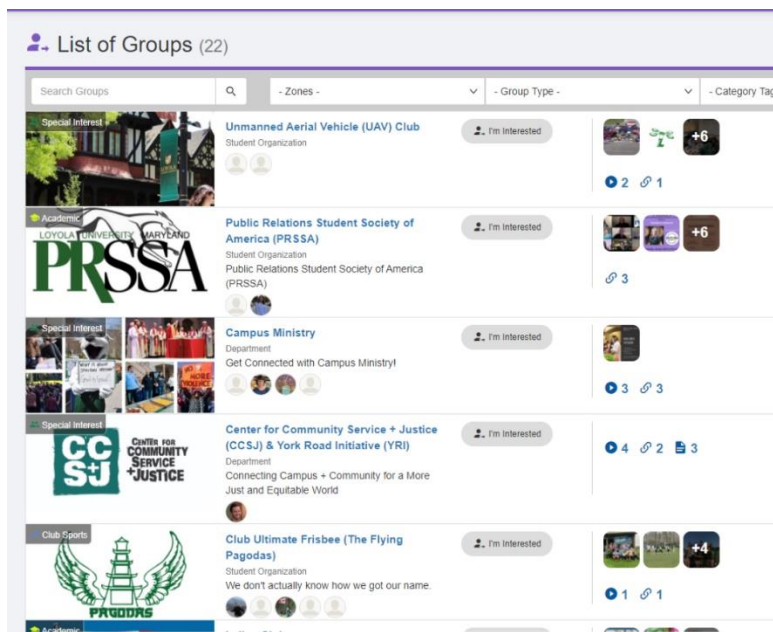 List of Groups (22)
Search Groups
- Zones -
- Group Type -
- Category Tag
Special Interest
Unmanned Aerial Vehicle (UAV) Club
Student Organization
I'm Interested
+6
2 1
Academic
LOYOLA UNIVERSITY MARYLAND
PRSSA
Public Relations Student Society of
America (PRSSA)
Student Organization
Public Relations Student Society of America
(PRSSA)
I'm Interested
+6
3
Special Interest
NO
MORE
VIOLENCE
Campus Ministry
Department
Get Connected with Campus Ministry!
I'm Interested
3 3
Special Interest
CC
S+J
CENTER FOR
COMMUNITY
SERVICE
+JUSTICE
Center for Community Service + Justice
(CCSJ) & York Road Initiative (YRI)
Department
Connecting Campus + Community for a More
Just and Equitable World
I'm Interested
4 2 3
Club Sports
PAGODAS
Club Ultimate Frisbee (The Flying
Pagodas)
Student Organization
We don't actually know how we got our name.
I'm Interested
+4
1 1
Academic